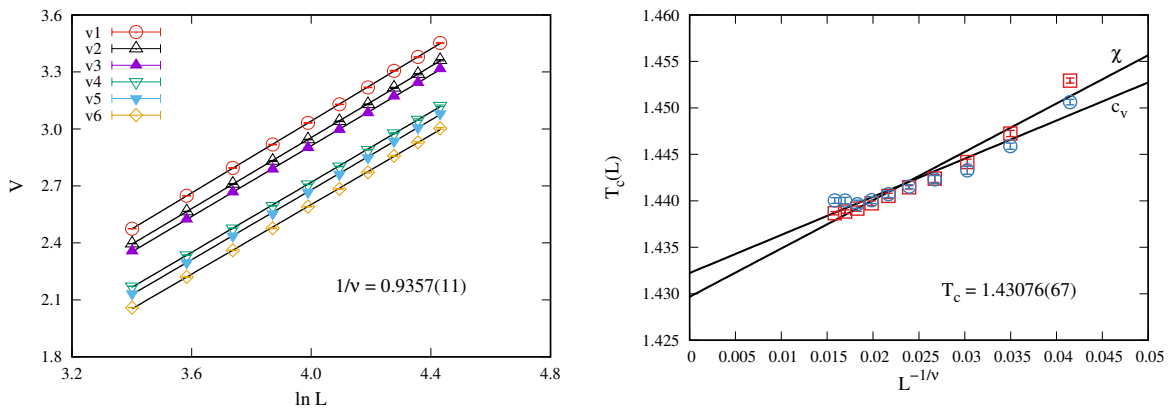 3.6
3.3
3.0
2.7
2.4
2.1
1.8
V
v1
v2
v3
v4
v5
v6
1/ν = 0.9357(11)
3.2 3.6 4.0 4.4 4.8
ln L
1.460
1.455
1.450
1.445
1.440
1.435
1.430
1.425
T_c(L)
χ
c_v
T_c = 1.43076(67)
0 0.005 0.01 0.015 0.02 0.025 0.03 0.035 0.04 0.045 0.05
L^{-1/ν}